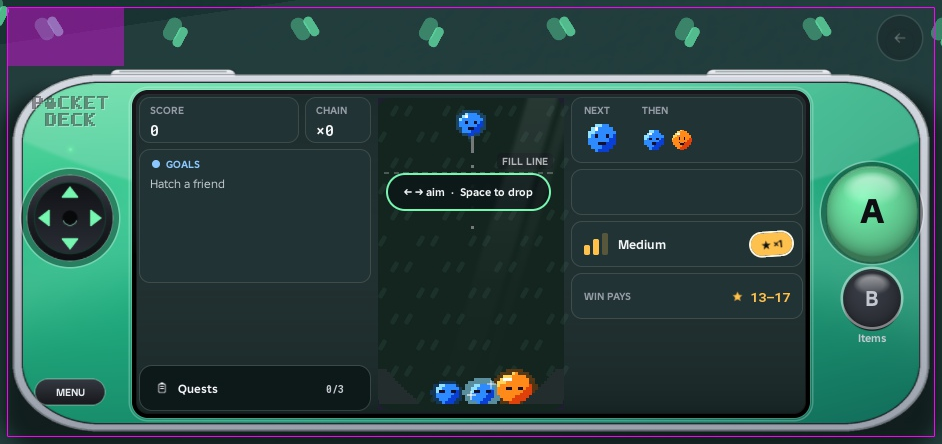 POCKET
DECK
SCORE
0
CHAIN
×0
GOALS
Hatch a friend
Quests 0/3
FILL LINE
←→ aim · Space to drop
NEXT
THEN
Medium
★ ×1
WIN PAYS ★ 13–17
A
B
Items
MENU